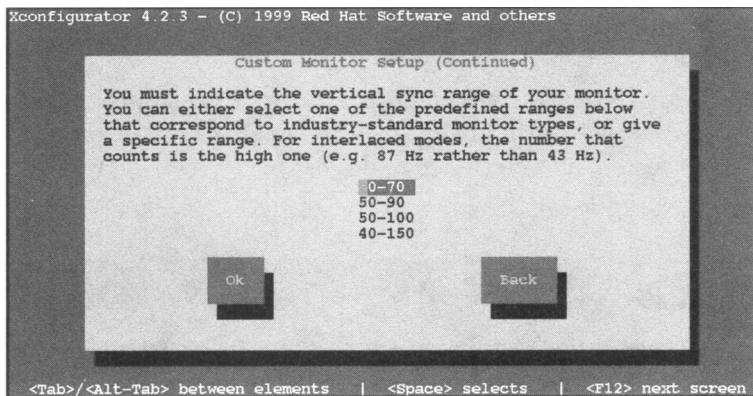 Xconfigurator 4.2.3 - (C) 1999 Red Hat Software and others
Custom Monitor Setup (Continued)
You must indicate the vertical sync range of your monitor.
You can either select one of the predefined ranges below
that correspond to industry-standard monitor types, or give
a specific range. For interlaced modes, the number that
counts is the high one (e.g. 87 Hz rather than 43 Hz).
0-70
50-90
50-100
40-150
Ok Back
<Tab>/<Alt-Tab> between elements | <Space> selects | <F12> next screen